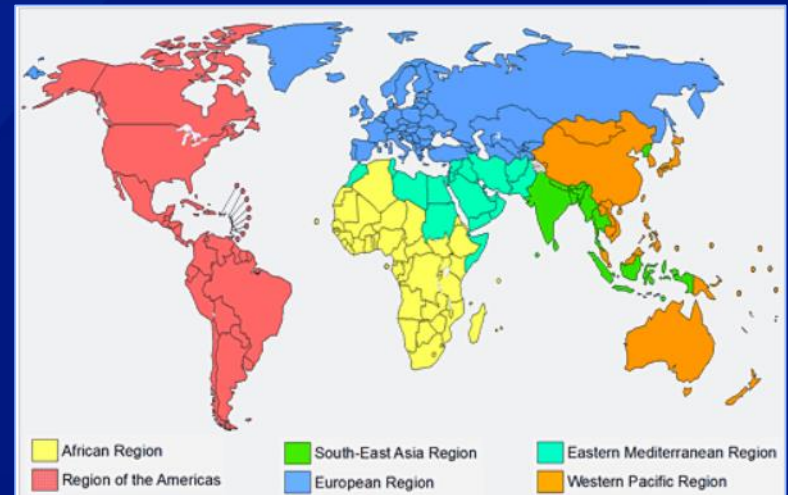 African Region
South-East Asia Region
Eastern Mediterranean Region
Region of the Americas
European Region
Western Pacific Region